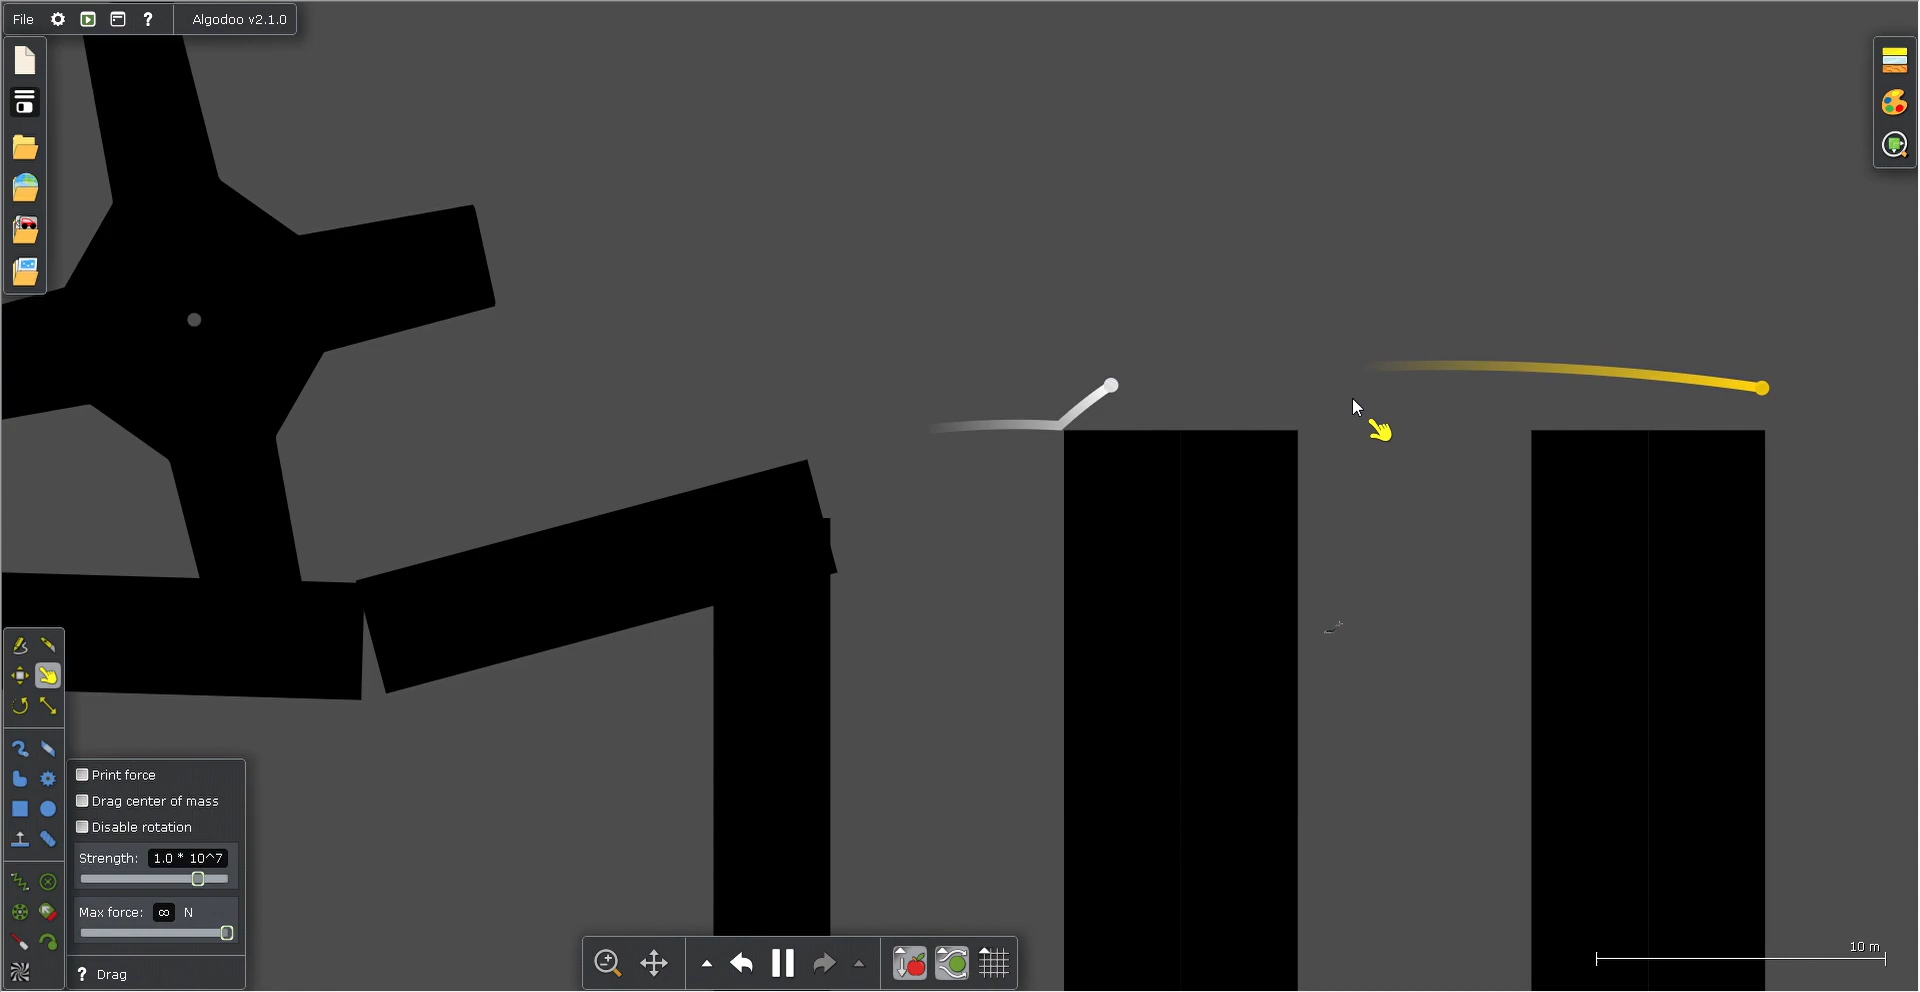 File ? Algodoo v2.1.0
Print force
Drag center of mass
Disable rotation
Strength: 1.0 * 10^7
Max force: ∞ N
? Drag
10 m